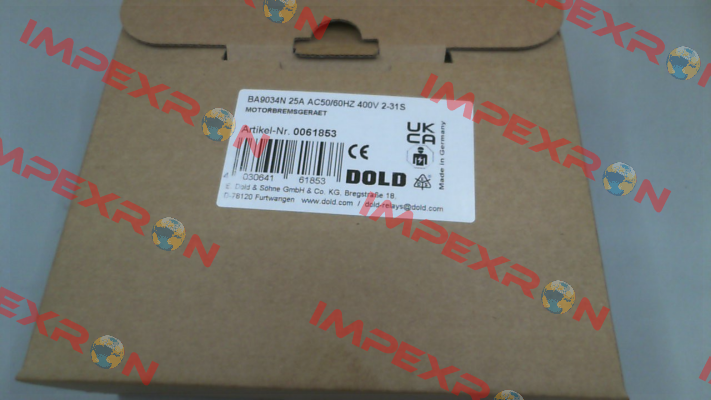 BA9034N 25A AC50/60HZ 400V 2-31S
MOTORBREMSGERAET
Artikel-Nr. 0061853
UK
CA
CE
Made in Germany
4 030641 61853
DOLD
E. Dold & Söhne GmbH & Co. KG, Bregstraße 18,
D-78120 Furtwangen www.dold.com / dold-relays@dold.com
IMPEXRON
IMPEXRON
IMPEXRON
IMPEXRON
IMPEXRON
IMPEXRON
IMPEXRON